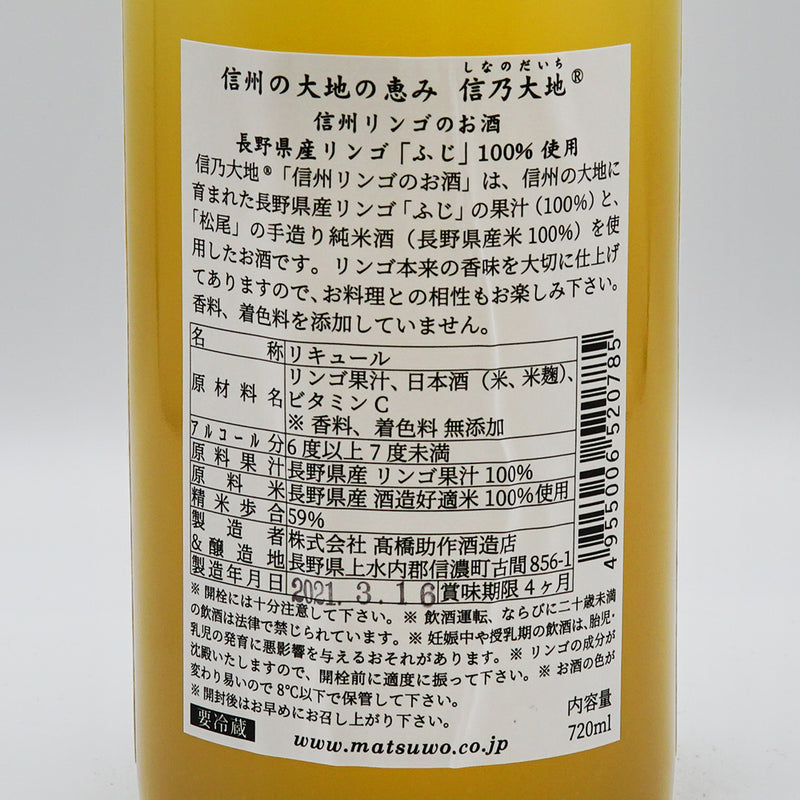 しなのだいち
信州の大地の恵み 信乃大地®
信州リンゴのお酒
長野県産リンゴ「ふじ」100% 使用
信乃大地®「信州リンゴのお酒」は、信州の大地に
育まれた長野県産リンゴ「ふじ」の果汁（100%）と、
「松尾」の手造り純米酒（長野県産米100%）を使
用したお酒です。リンゴ本来の香味を大切に仕上げ
てありますので、お料理との相性もお楽しみ下さい。
香料、着色料を添加していません。
名称 リキュール
原材料名 リンゴ果汁、日本酒（米、米麹）、
ビタミンC
※ 香料、着色料 無添加
アルコール分 6度以上7度未満
原料果汁 長野県産 リンゴ果汁100%
原料米 長野県産 酒造好適米 100%使用
精米歩合 59%
製造者 株式会社 髙橋助作酒造店
&醸造地 長野県上水内郡信濃町古間856-1
製造年月日 2021.3.16 賞味期限4ヶ月
※ 開栓には十分注意して下さい。※ 飲酒運転、ならびに二十歳未満
の飲酒は法律で禁じられています。※ 妊娠中や授乳期の飲酒は、胎児・
乳児の発育に悪影響を与えるおそれがあります。※ リンゴの成分が
沈殿いたしますので、開栓前に適度に振って下さい。※ お酒の色が
変わり易いので 8℃以下で保管して下さい。
※ 開封後はお早めにお召し上がり下さい。
要冷蔵
www.matsuwo.co.jp
内容量
720ml
4955006520785